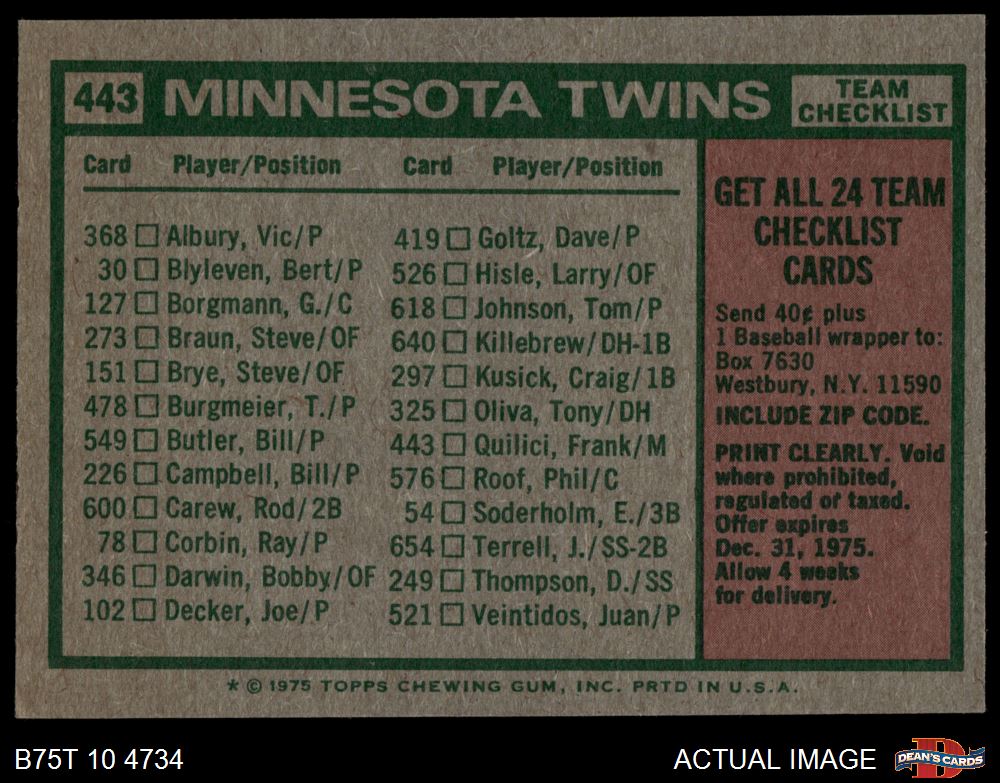 443 MINNESOTA TWINS TEAM CHECKLIST
Card Player/Position Card Player/Position
368 Albury, Vic/P
30 Blyleven, Bert/P
127 Borgmann, G./C
273 Braun, Steve/OF
151 Brye, Steve/OF
478 Burgmeier, T./P
549 Butler, Bill/P
226 Campbell, Bill/P
600 Carew, Rod/2B
78 Corbin, Ray/P
346 Darwin, Bobby/OF
102 Decker, Joe/P
419 Goltz, Dave/P
526 Hisle, Larry/OF
618 Johnson, Tom/P
640 Killebrew/DH-1B
297 Kusick, Craig/1B
325 Oliva, Tony/DH
443 Quilici, Frank/M
576 Roof, Phil/C
54 Soderholm, E./3B
654 Terrell, J./SS-2B
249 Thompson, D./SS
521 Veintidos, Juan/P
GET ALL 24 TEAM
CHECKLIST
CARDS
Send 40¢ plus
1 Baseball wrapper to:
Box 7630
Westbury, N.Y. 11590
INCLUDE ZIP CODE.
PRINT CLEARLY. Void
where prohibited,
regulated or taxed.
Offer expires
Dec. 31, 1975.
Allow 4 weeks
for delivery.
* © 1975 TOPPS CHEWING GUM, INC. PRTD IN U.S.A.
B75T 10 4734
ACTUAL IMAGE
D
DEAN'S CARDS